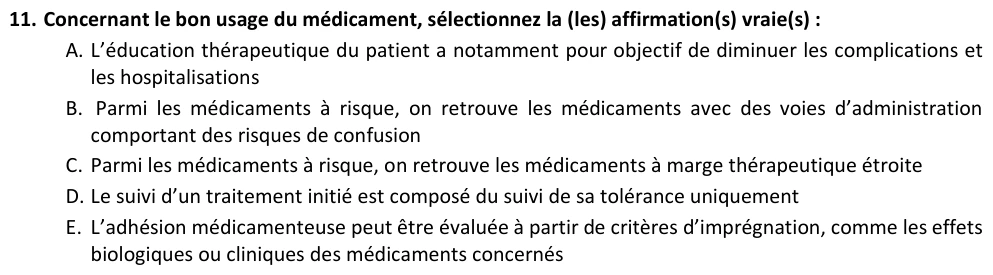 11. Concernant le bon usage du médicament, sélectionnez la (les) affirmation(s) vraie(s) :
A. L’éducation thérapeutique du patient a notamment pour objectif de diminuer les complications et
les hospitalisations
B. Parmi les médicaments à risque, on retrouve les médicaments avec des voies d’administration
comportant des risques de confusion
C. Parmi les médicaments à risque, on retrouve les médicaments à marge thérapeutique étroite
D. Le suivi d’un traitement initié est composé du suivi de sa tolérance uniquement
E. L’adhésion médicamenteuse peut être évaluée à partir de critères d’imprégnation, comme les effets
biologiques ou cliniques des médicaments concernés